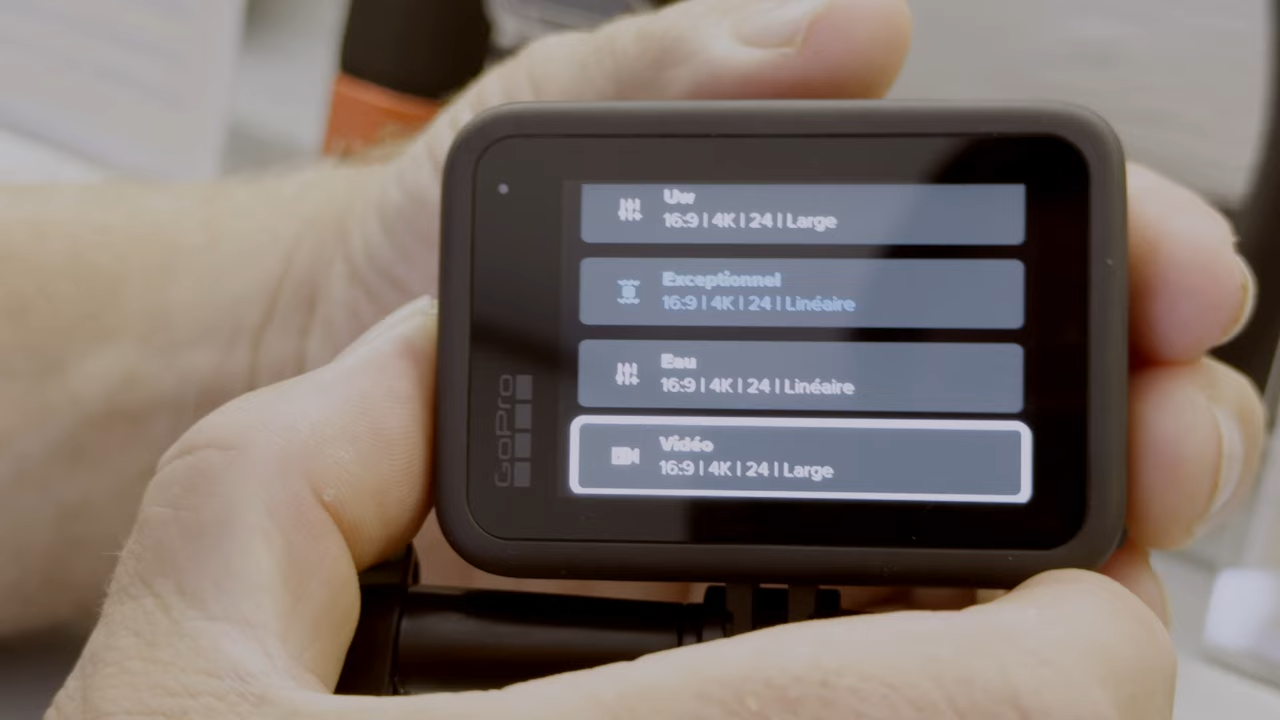 Uw
16:9 | 4K | 24 | Large
Exceptionnel
16:9 | 4K | 24 | Linéaire
Eau
16:9 | 4K | 24 | Linéaire
Vidéo
16:9 | 4K | 24 | Large
GoPro